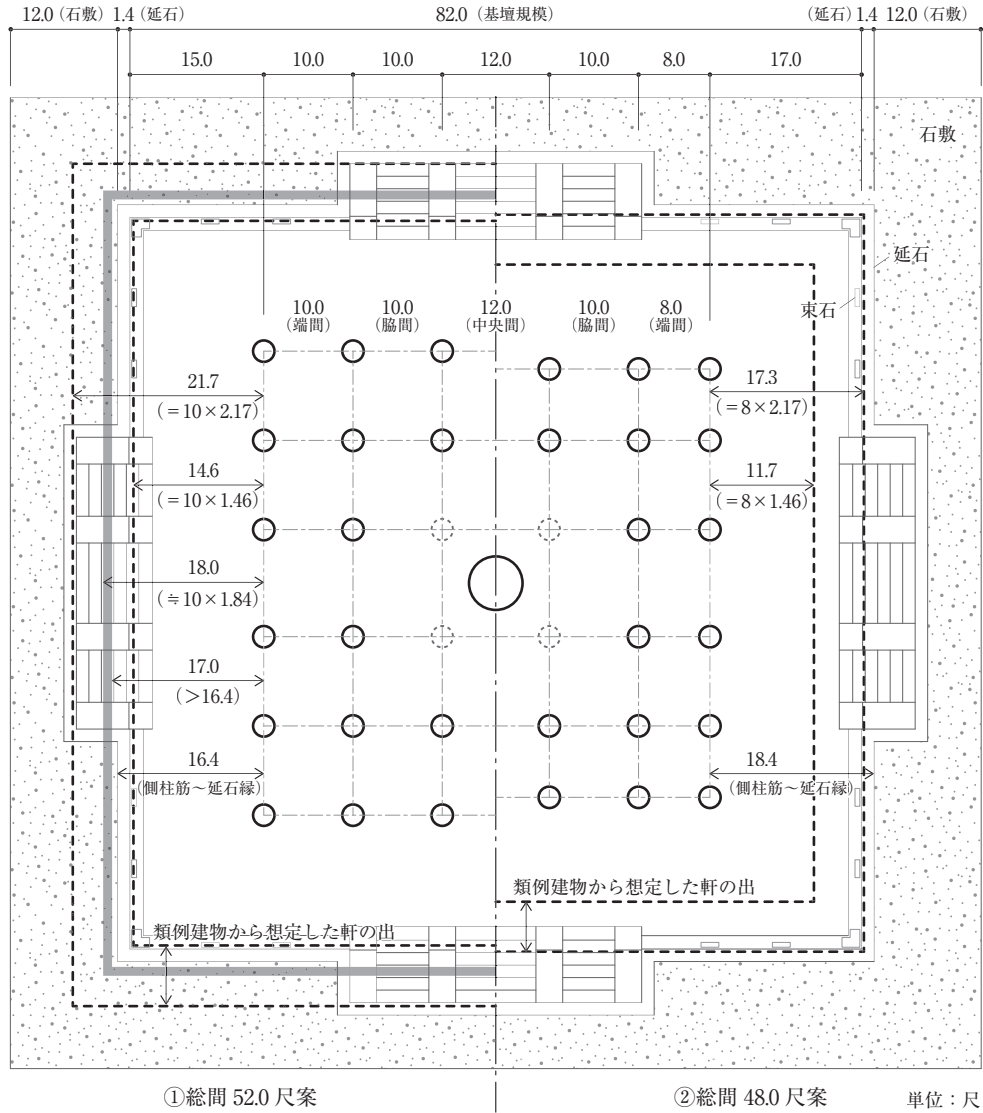 12.0（石敷） 1.4（延石） 82.0（基壇規模） （延石）1.4 12.0（石敷）
15.0 10.0 10.0 12.0 10.0 8.0 17.0
石敷
延石
束石
10.0 10.0 12.0 10.0 8.0
（端間） （脇間） （中央間） （脇間） （端間）
21.7
（＝10×2.17）
17.3
（＝8×2.17）
14.6
（＝10×1.46）
11.7
（＝8×1.46）
18.0
（≒10×1.84）
17.0
（＞16.4）
16.4
（側柱筋～延石縁）
18.4
（側柱筋～延石縁）
類例建物から想定した軒の出
類例建物から想定した軒の出
①総間 52.0 尺案 ②総間 48.0 尺案 単位：尺